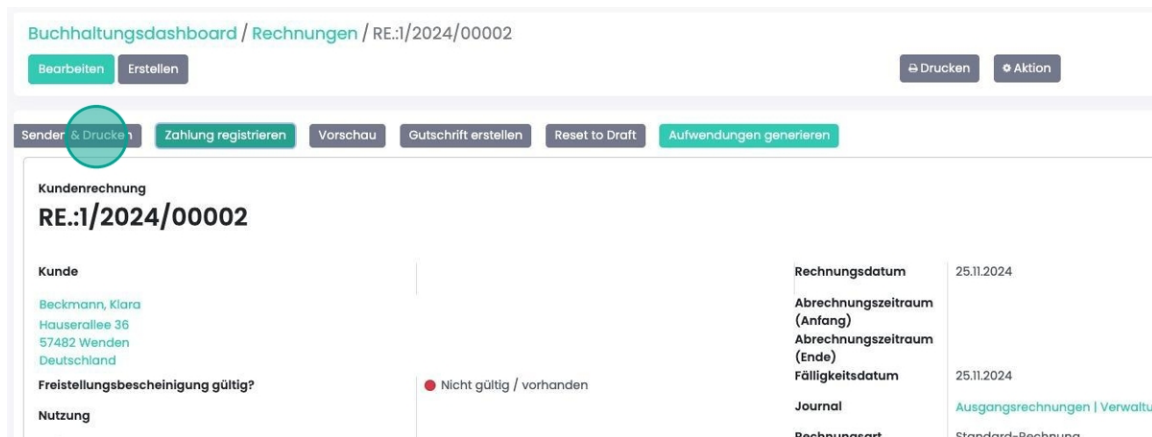 Buchhaltungsdashboard / Rechnungen / RE.:1/2024/00002
Bearbeiten Erstellen Drucken Aktion
Senden & Drucken Zahlung registrieren Vorschau Gutschrift erstellen Reset to Draft Aufwendungen generieren
Kundenrechnung
RE.:1/2024/00002
Kunde
Beckmann, Klara
Hauserallee 36
57482 Wenden
Deutschland
Freistellungsbescheinigung gültig? Nicht gültig / vorhanden
Nutzung
Rechnungsdatum 25.11.2024
Abrechnungszeitraum
(Anfang)
Abrechnungszeitraum
(Ende)
Fälligkeitsdatum 25.11.2024
Journal Ausgangsrechnungen | Verwaltu
Rechnungsart Standard-Rechnung